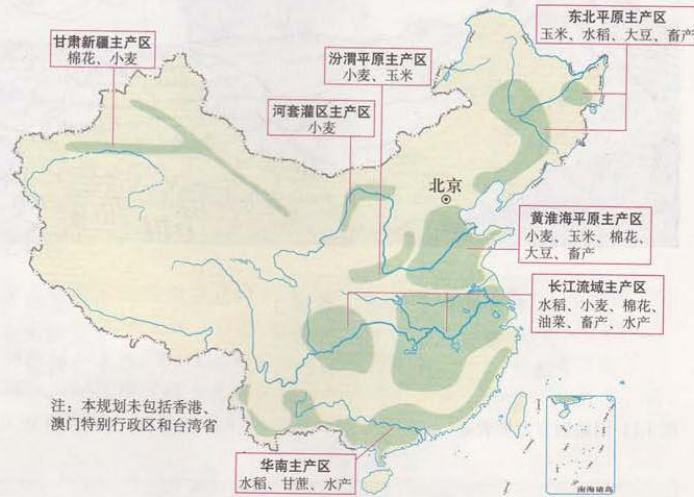 东北平原主产区
玉米、水稻、大豆、畜产
甘肃新疆主产区
棉花、小麦
汾渭平原主产区
小麦、玉米
河套灌区主产区
小麦
北京
黄淮海平原主产区
小麦、玉米、棉花、
大豆、畜产
长江流域主产区
水稻、小麦、棉花、
油菜、畜产、水产
注：本规划未包括香港、
澳门特别行政区和台湾省
华南主产区
水稻、甘蔗、水产
南海诸岛